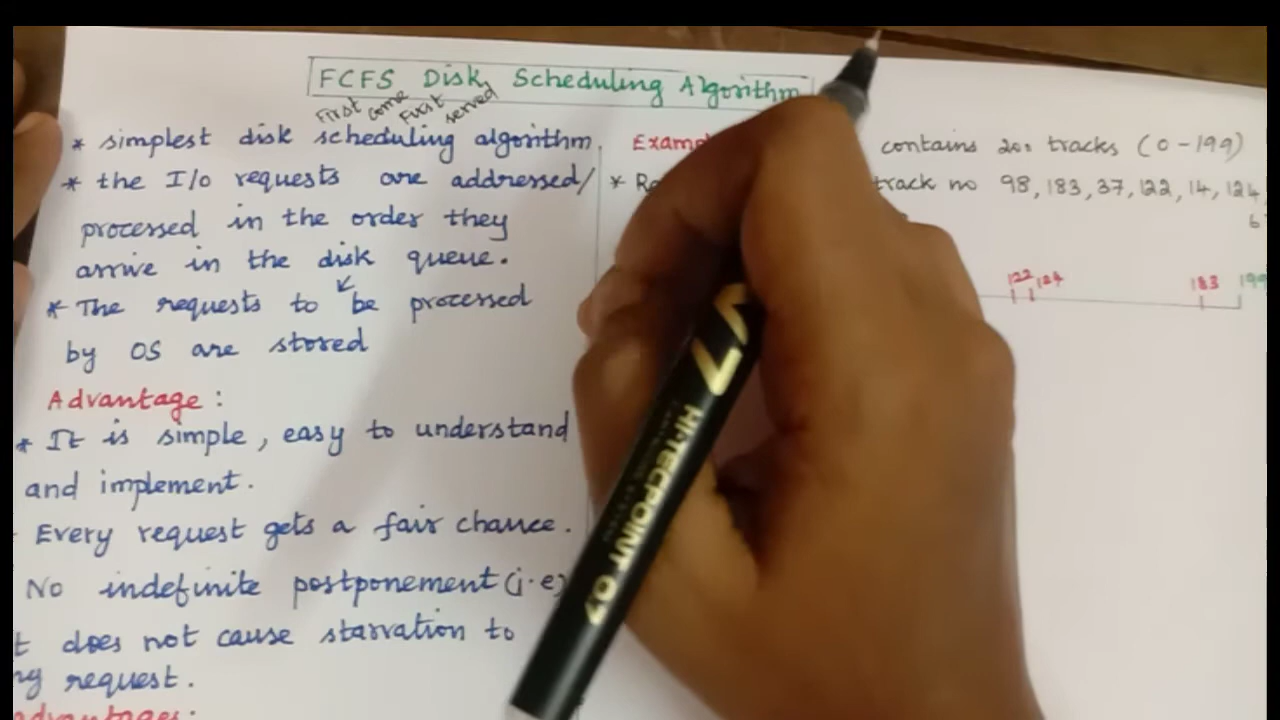 FCFS Disk Scheduling Algorithm
First come First served
* simplest disk scheduling algorithm.
* the I/o requests are addressed/
processed in the order they
arrive in the disk queue.
* The requests to be processed
by OS are stored
Advantage :
* It is simple, easy to understand
and implement.
Every request gets a fair chance.
No indefinite postponement (i.e)
does not cause starvation to
request.
contains 200 tracks (0-199)
* track no 98, 183, 37, 122, 14, 124,
122 124 183 199
V7
HI-TECPOINT 07